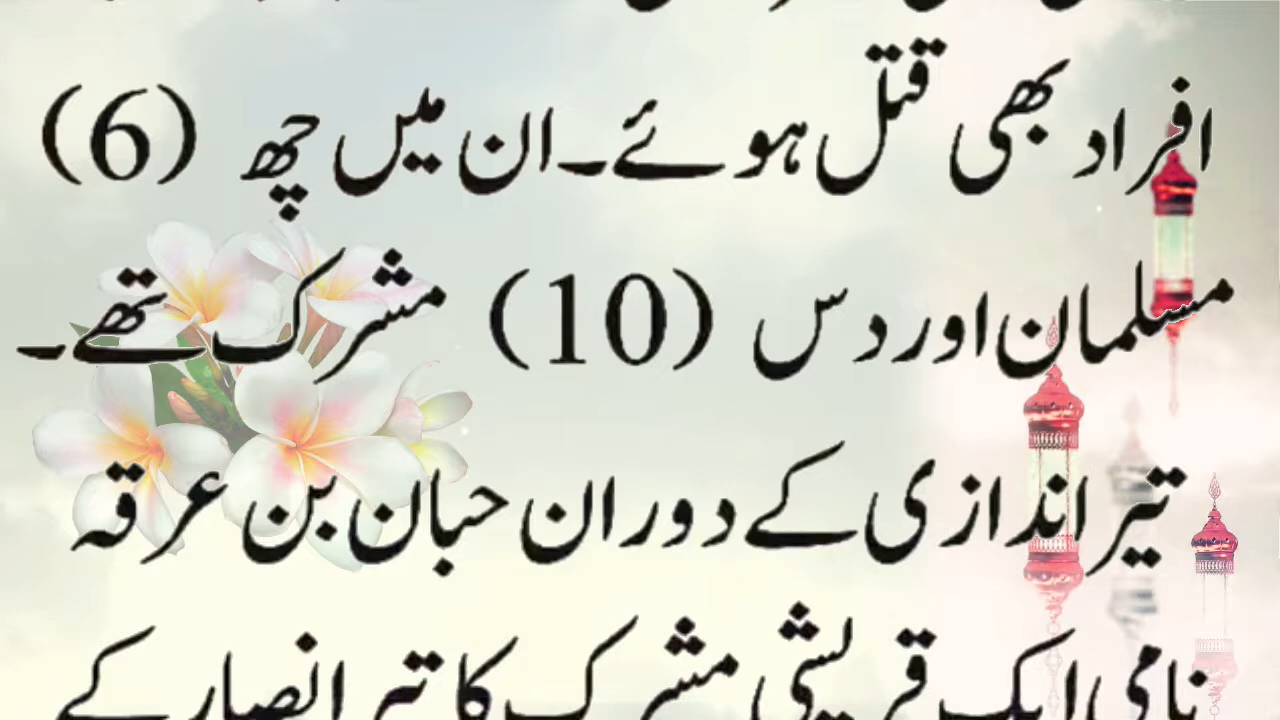 افراد بھی قتل ہوئے۔ ان میں چھ (6)
مسلمان اور دس (10) مشرک تھے۔
تیر اندازی کے دوران حبان بن عرقہ
نامی ایک قریشی مشرک کا تیر انصار کے